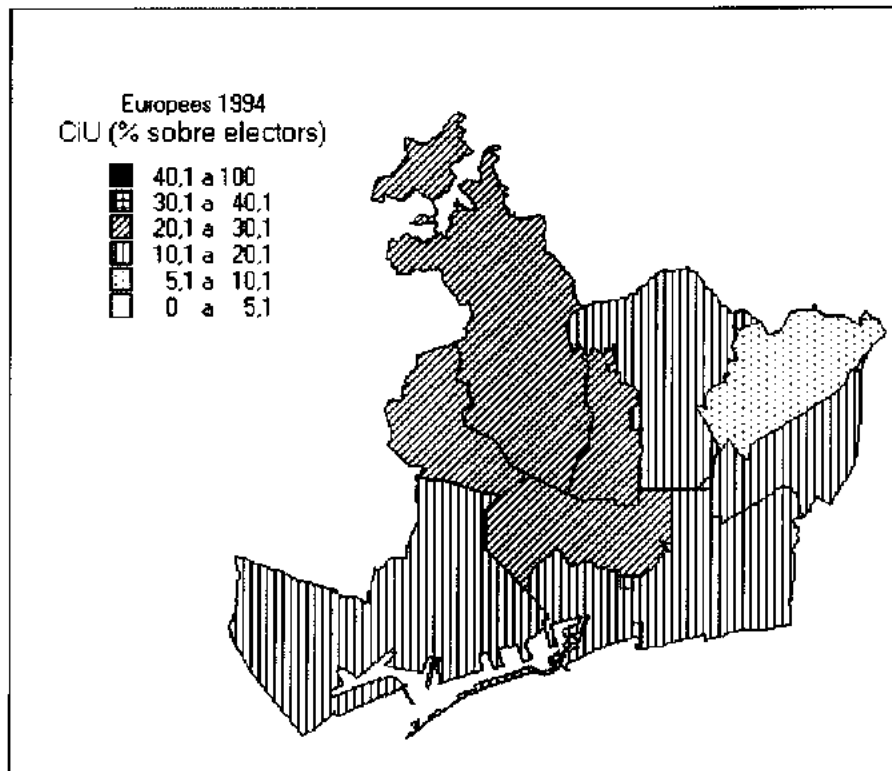 Europees 1994
CiU (% sobre electors)
40,1 a 100
30,1 a 40,1
20,1 a 30,1
10,1 a 20,1
5,1 a 10,1
0 a 5,1